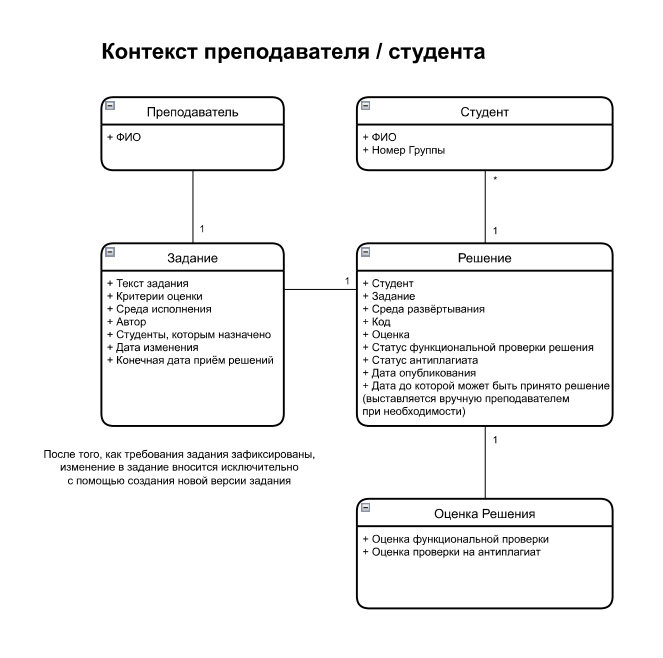 Контекст преподавателя / студента
Преподаватель
+ ФИО
Студент
+ ФИО
+ Номер Группы
*
1
1
Задание
+ Текст задания
+ Критерии оценки
+ Среда исполнения
+ Автор
+ Студенты, которым назначено
+ Дата изменения
+ Конечная дата приём решений
1
Решение
+ Студент
+ Задание
+ Среда развёртывания
+ Код
+ Оценка
+ Статус функциональной проверки решения
+ Статус антиплагиата
+ Дата опубликования
+ Дата до которой может быть принято решение
(выставляется вручную преподавателем
при необходимости)
1
После того, как требования задания зафиксированы,
изменение в задание вносится исключительно
с помощью создания новой версии задания
Оценка Решения
+ Оценка функциональной проверки
+ Оценка проверки на антиплагиат